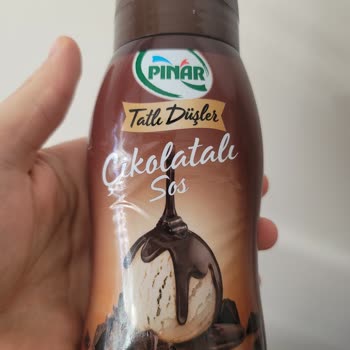 PINAR
Tatlı Düşler
Çikolatalı
Sos